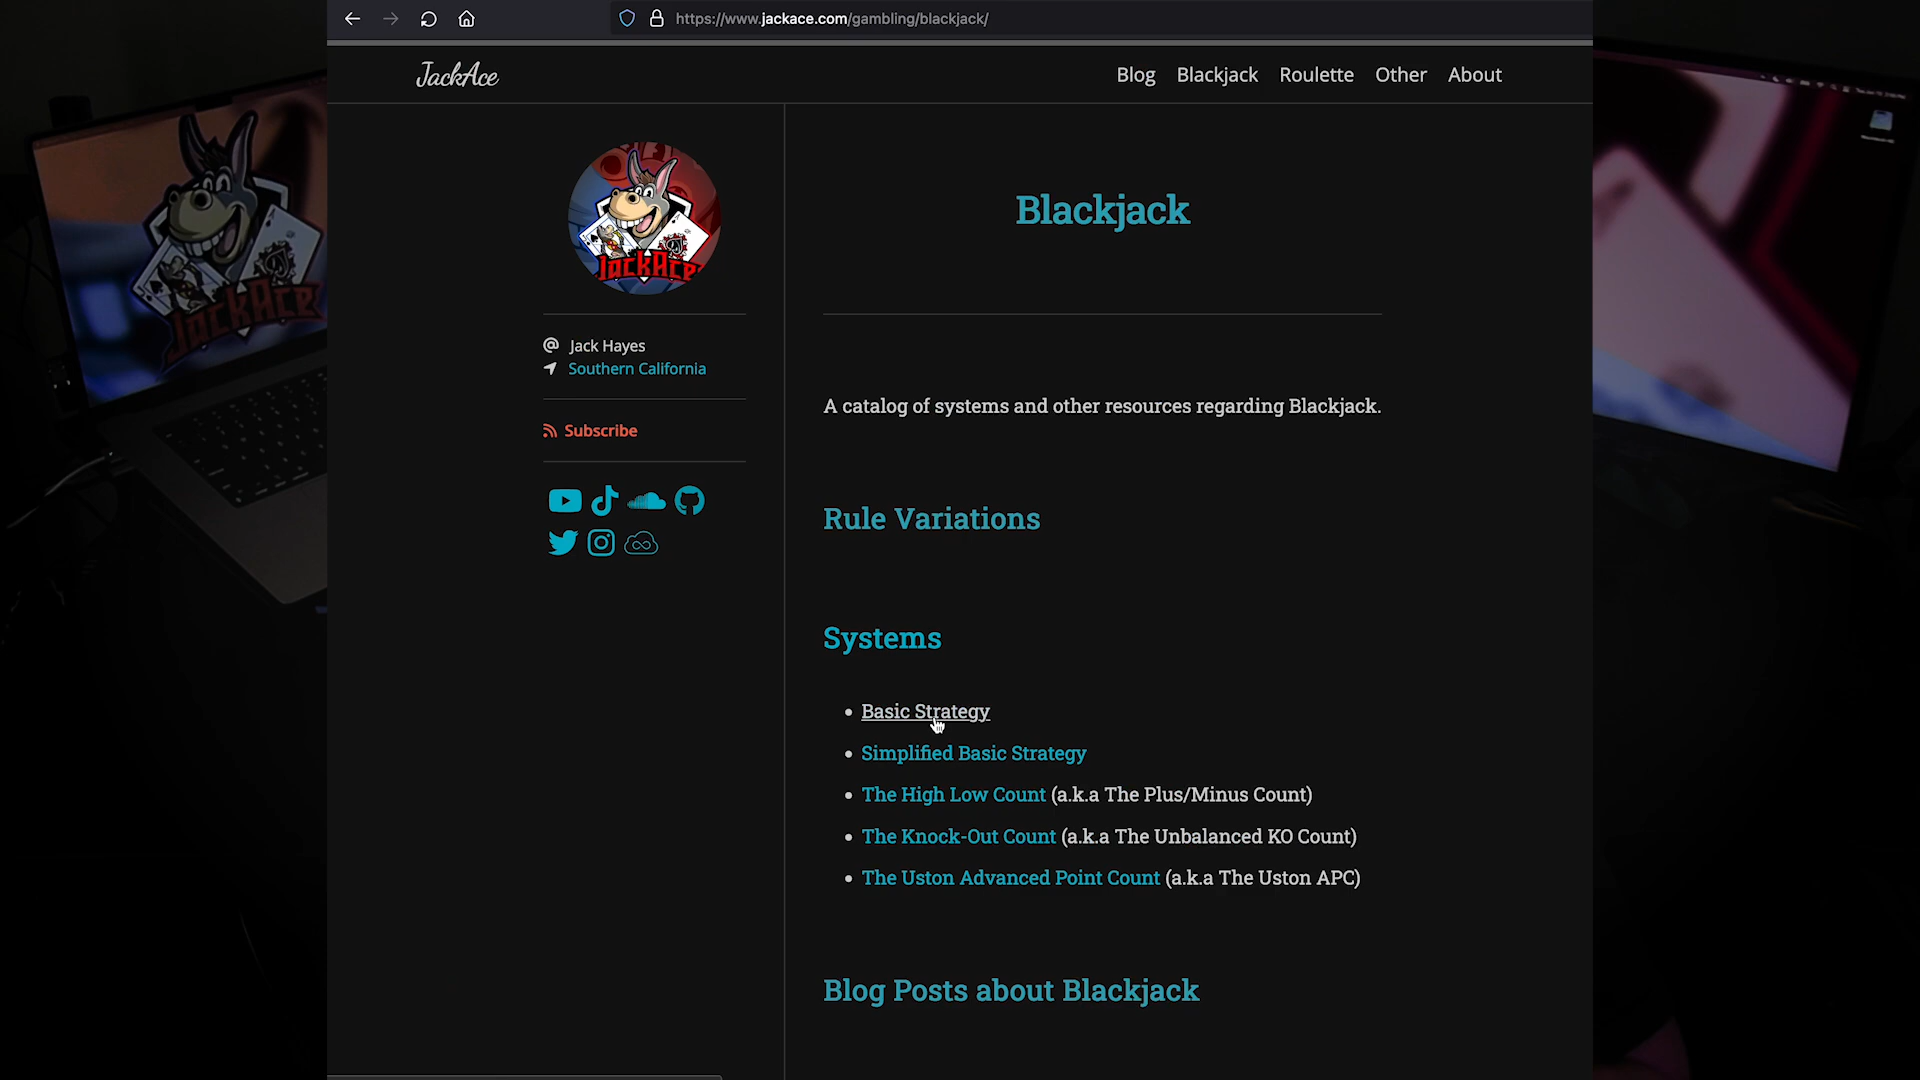 https://www.jackace.com/gambling/blackjack/
JackAce
Blog Blackjack Roulette Other About
JackAce
JackAce
Blackjack
Jack Hayes
Southern California
Subscribe
A catalog of systems and other resources regarding Blackjack.
Rule Variations
Systems
• Basic Strategy
• Simplified Basic Strategy
• The High Low Count (a.k.a The Plus/Minus Count)
• The Knock-Out Count (a.k.a The Unbalanced KO Count)
• The Uston Advanced Point Count (a.k.a The Uston APC)
Blog Posts about Blackjack